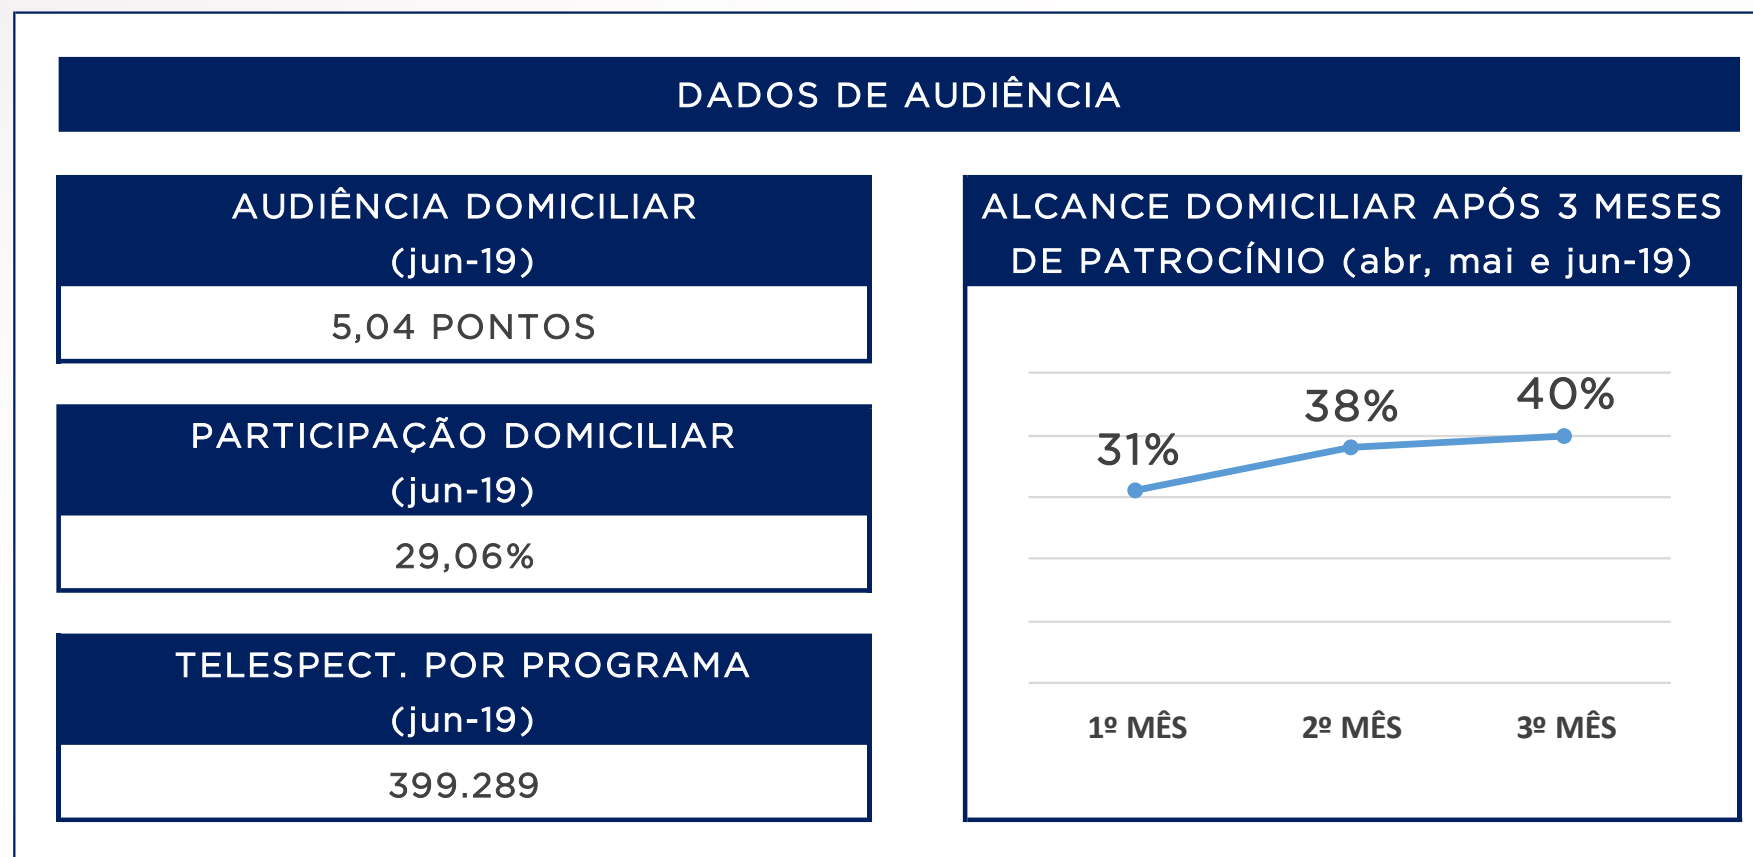 DADOS DE AUDIÊNCIA
AUDIÊNCIA DOMICILIAR
(jun-19)
5,04 PONTOS
PARTICIPAÇÃO DOMICILIAR
(jun-19)
29,06%
TELESPECT. POR PROGRAMA
(jun-19)
399.289
ALCANCE DOMICILIAR APÓS 3 MESES
DE PATROCÍNIO (abr, mai e jun-19)
31%
38%
40%
1º MÊS
2º MÊS
3º MÊS